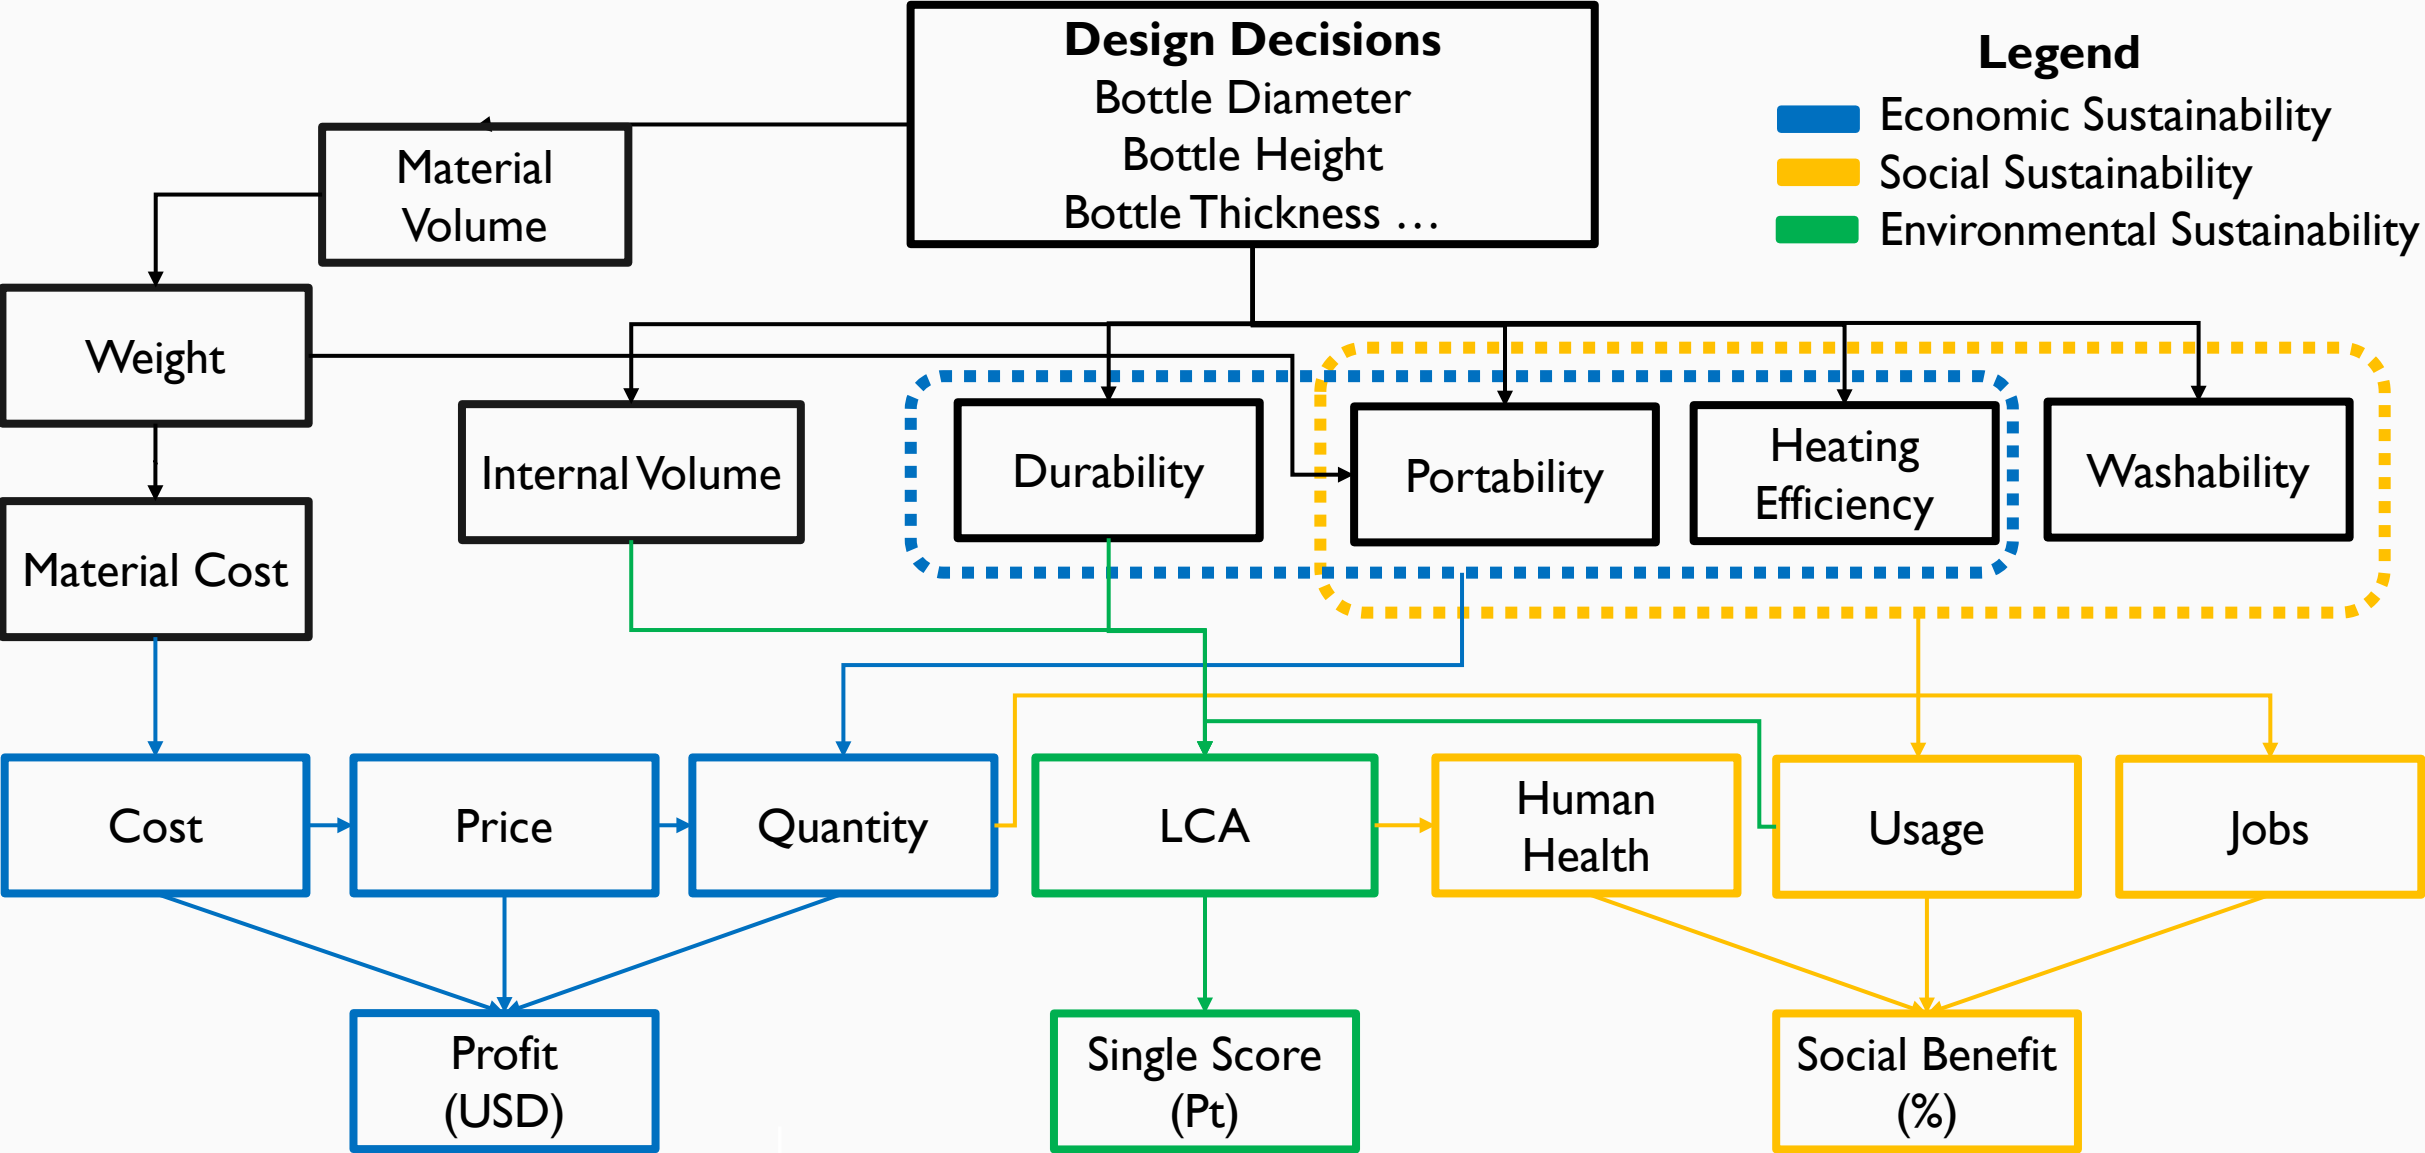 Design Decisions
Bottle Diameter
Bottle Height
Bottle Thickness …
Legend
Economic Sustainability
Social Sustainability
Environmental Sustainability
Material
Volume
Weight
Internal Volume
Durability
Portability
Heating
Efficiency
Washability
Material Cost
Cost
Price
Quantity
LCA
Human
Health
Usage
Jobs
Profit
(USD)
Single Score
(Pt)
Social Benefit
(%)